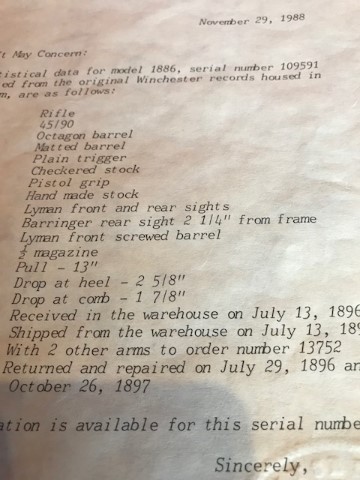 November 29, 1988
t May Concern:
tistical data for model 1886, serial number 109591
ed from the original Winchester records housed in
m, are as follows:
Rifle
45/90
Octagon barrel
Matted barrel
Plain trigger
Checkered stock
Pistol grip
Hand made stock
Lyman front and rear sights
Barringer rear sight 2 1/4" from frame
Lyman front screwed barrel
½ magazine
Pull - 13"
Drop at heel - 2 5/8"
Drop at comb - 1 7/8"
Received in the warehouse on July 13, 1896
Shipped from the warehouse on July 13, 189
With 2 other arms to order number 13752
Returned and repaired on July 29, 1896 an
October 26, 1897
ation is available for this serial numbe
Sincerely,